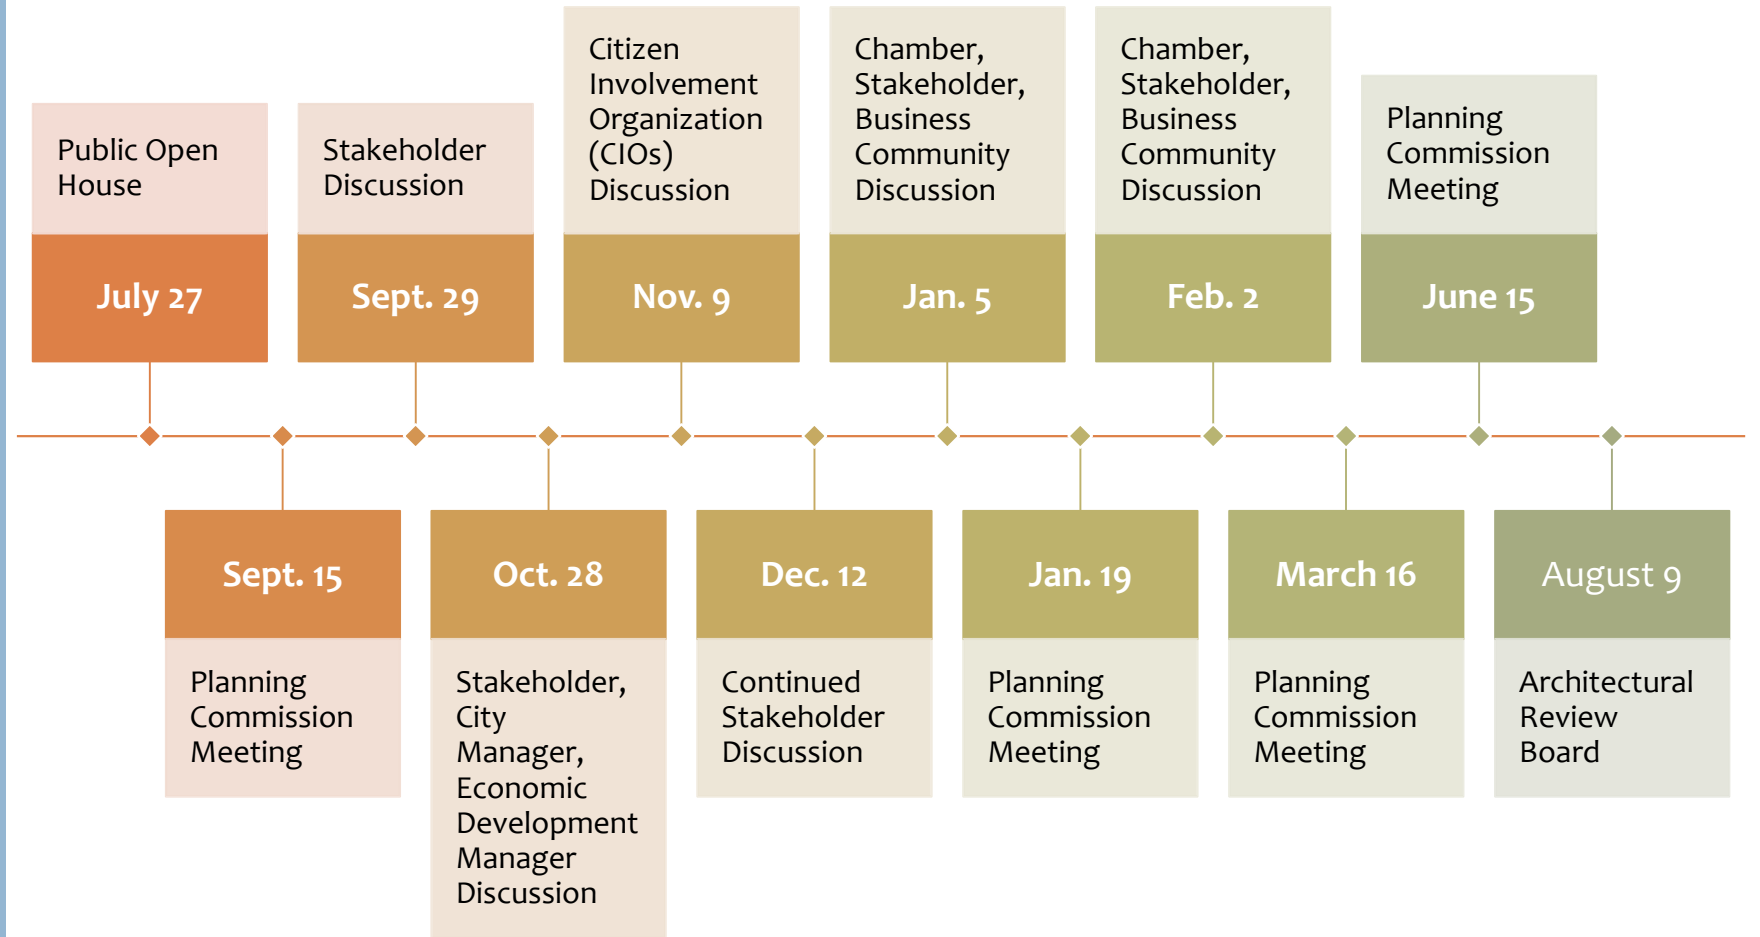 Public Open
House
July 27
Sept. 15
Planning
Commission
Meeting
Stakeholder
Discussion
Sept. 29
Oct. 28
Stakeholder,
City
Manager,
Economic
Development
Manager
Discussion
Citizen
Involvement
Organization
(CIOs)
Discussion
Nov. 9
Dec. 12
Continued
Stakeholder
Discussion
Chamber,
Stakeholder,
Business
Community
Discussion
Jan. 5
Jan. 19
Planning
Commission
Meeting
Chamber,
Stakeholder,
Business
Community
Discussion
Feb. 2
March 16
Planning
Commission
Meeting
Planning
Commission
Meeting
June 15
August 9
Architectural
Review
Board